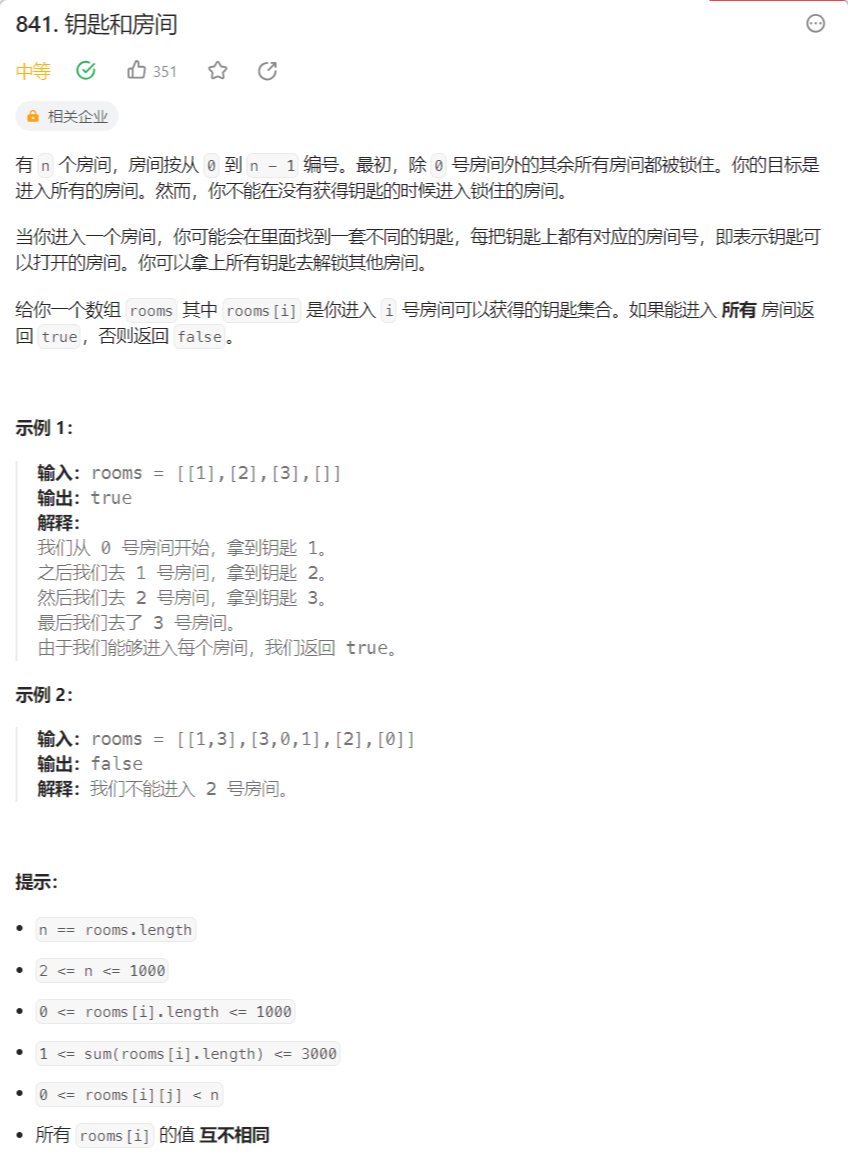 841. 钥匙和房间
中等 351
相关企业
有 n 个房间，房间按从 0 到 n - 1 编号。最初，除 0 号房间外的其余所有房间都被锁住。你的目标是
进入所有的房间。然而，你不能在没有获得钥匙的时候进入锁住的房间。
当你进入一个房间，你可能会在里面找到一套不同的钥匙，每把钥匙上都有对应的房间号，即表示钥匙可
以打开的房间。你可以拿上所有钥匙去解锁其他房间。
给你一个数组 rooms 其中 rooms[i] 是你进入 i 号房间可以获得的钥匙集合。如果能进入 所有 房间返
回 true，否则返回 false。
示例 1：
输入：rooms = [[1],[2],[3],[]]
输出：true
解释：
我们从 0 号房间开始，拿到钥匙 1。
之后我们去 1 号房间，拿到钥匙 2。
然后我们去 2 号房间，拿到钥匙 3。
最后我们去了 3 号房间。
由于我们能够进入每个房间，我们返回 true。
示例 2：
输入：rooms = [[1,3],[3,0,1],[2],[0]]
输出：false
解释：我们不能进入 2 号房间。
提示：
• n == rooms.length
• 2 <= n <= 1000
• 0 <= rooms[i].length <= 1000
• 1 <= sum(rooms[i].length) <= 3000
• 0 <= rooms[i][j] < n
• 所有 rooms[i] 的值 互不相同